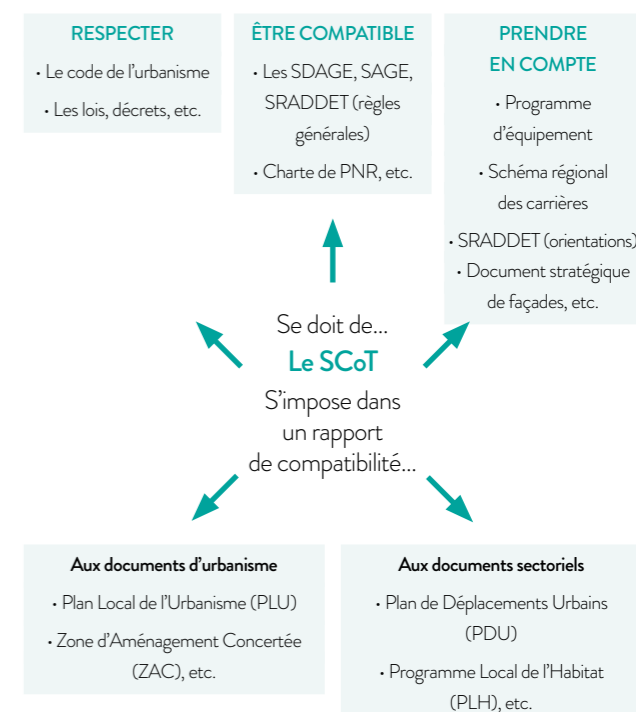 RESPECTER
• Le code de l’urbanisme
• Les lois, décrets, etc.
ÊTRE COMPATIBLE
• Les SDAGE, SAGE,
SRADDET (règles
générales)
• Charte de PNR, etc.
PRENDRE
EN COMPTE
• Programme
d’équipement
• Schéma régional
des carrières
• SRADDET (orientations)
• Document stratégique
de façades, etc.
Se doit de...
Le SCoT
S’impose dans
un rapport
de compatibilité...
Aux documents d’urbanisme
• Plan Local de l’Urbanisme (PLU)
• Zone d’Aménagement Concertée
(ZAC), etc.
Aux documents sectoriels
• Plan de Déplacements Urbains
(PDU)
• Programme Local de l’Habitat
(PLH), etc.